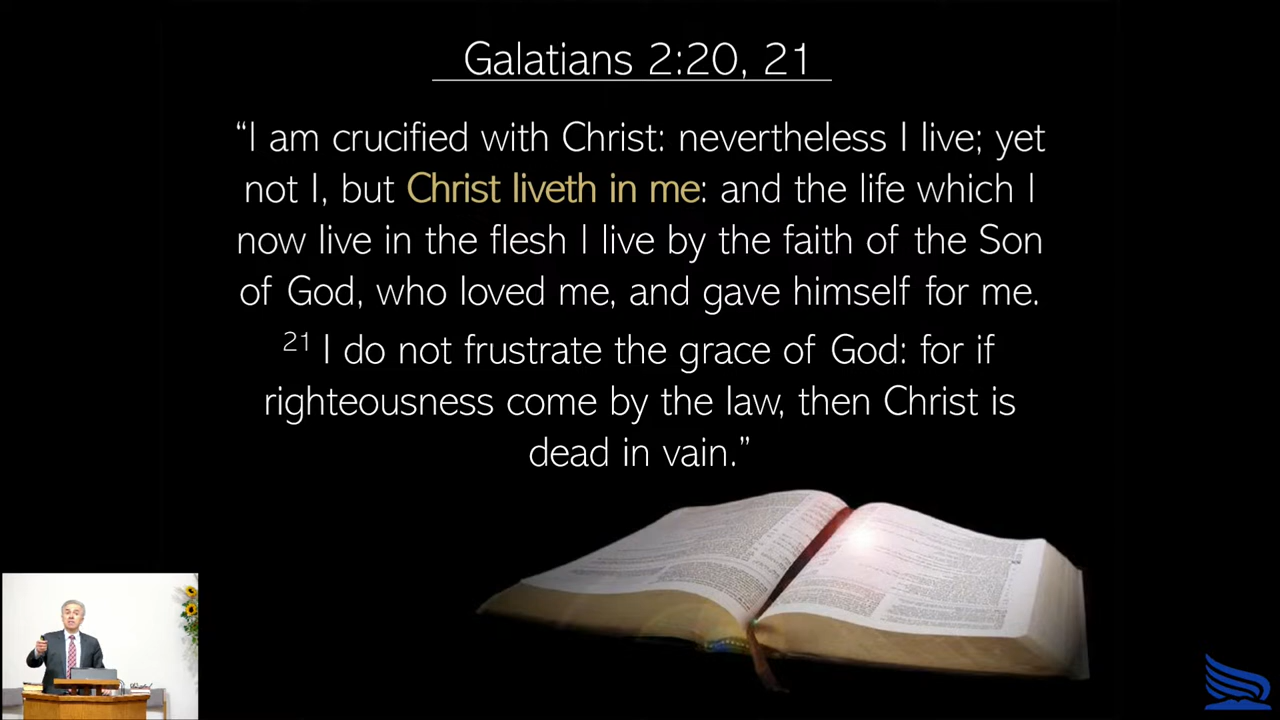 Galatians 2:20, 21
“I am crucified with Christ: nevertheless I live; yet
not I, but Christ liveth in me: and the life which I
now live in the flesh I live by the faith of the Son
of God, who loved me, and gave himself for me.
21 I do not frustrate the grace of God: for if
righteousness come by the law, then Christ is
dead in vain.”